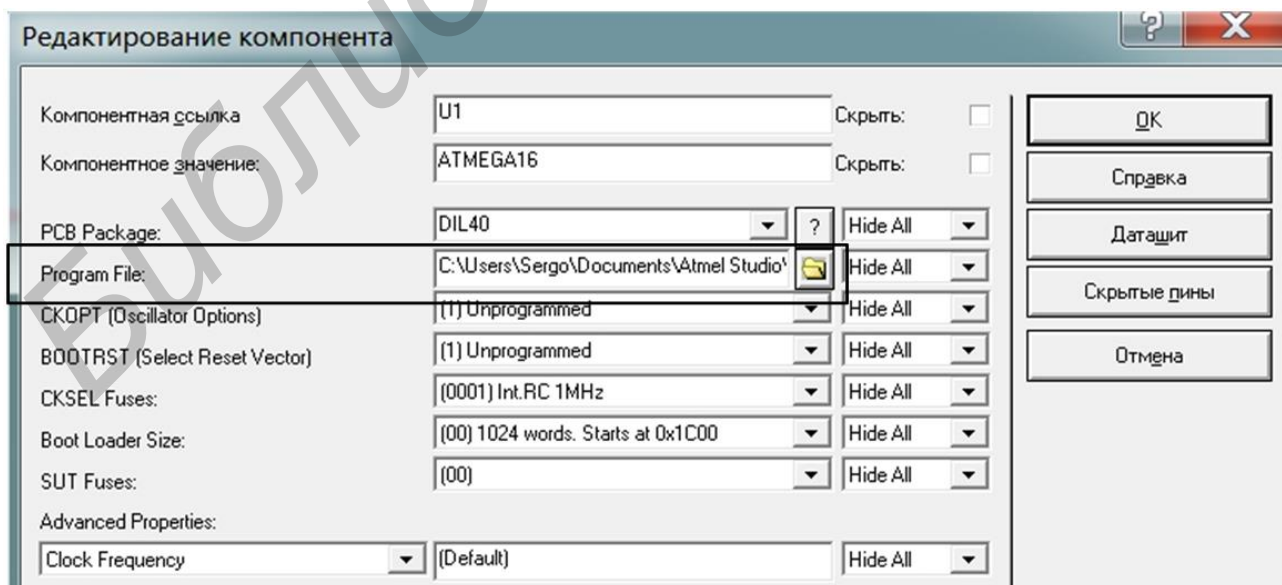 Редактирование компонента
Компонентная ссылка U1 Скрыть: OK
Компонентное значение: ATMEGA16 Скрыть: Справка
PCB Package: DIL40 ? Hide All Даташит
Program File: C:\Users\Sergo\Documents\Atmel Studio\ Hide All Скрытые пины
CKOPT (Oscillator Options) (1) Unprogrammed Hide All
BOOTRST (Select Reset Vector) (1) Unprogrammed Hide All Отмена
CKSEL Fuses: (0001) Int.RC 1MHz Hide All
Boot Loader Size: (00) 1024 words. Starts at 0x1C00 Hide All
SUT Fuses: (00) Hide All
Advanced Properties:
Clock Frequency (Default) Hide All